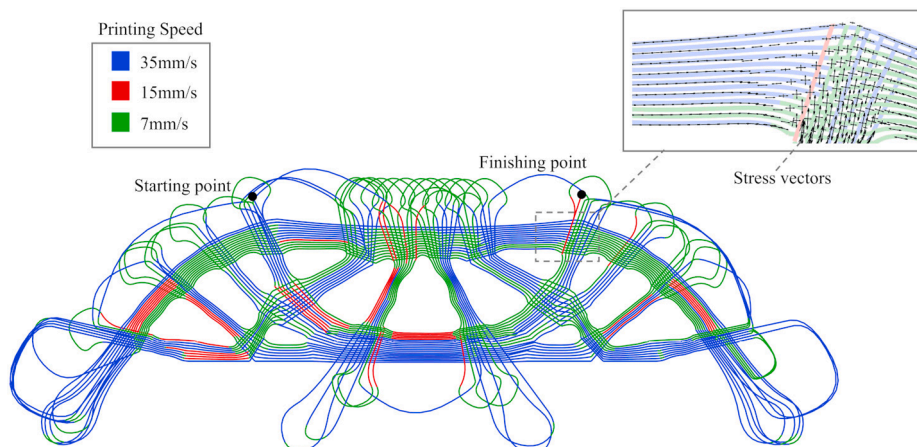 Printing Speed
35mm/s
15mm/s
7mm/s
Starting point
Finishing point
Stress vectors